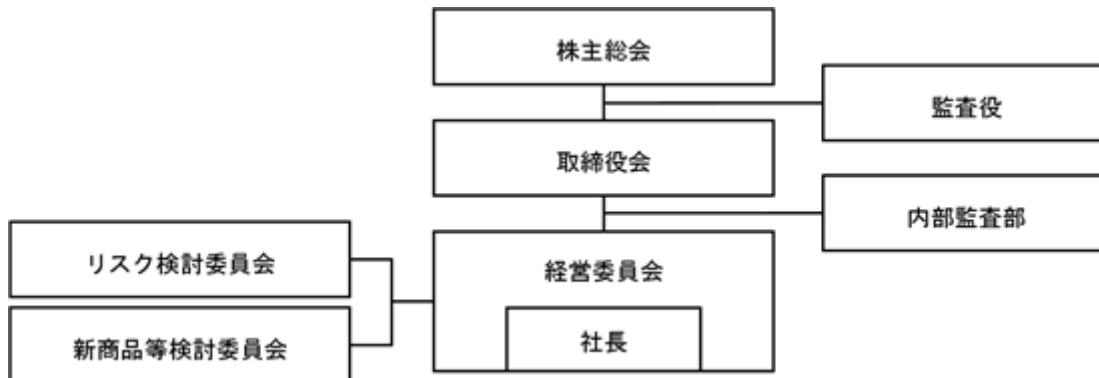 株主総会
監査役
取締役会
内部監査部
リスク検討委員会
経営委員会
新商品等検討委員会
社長